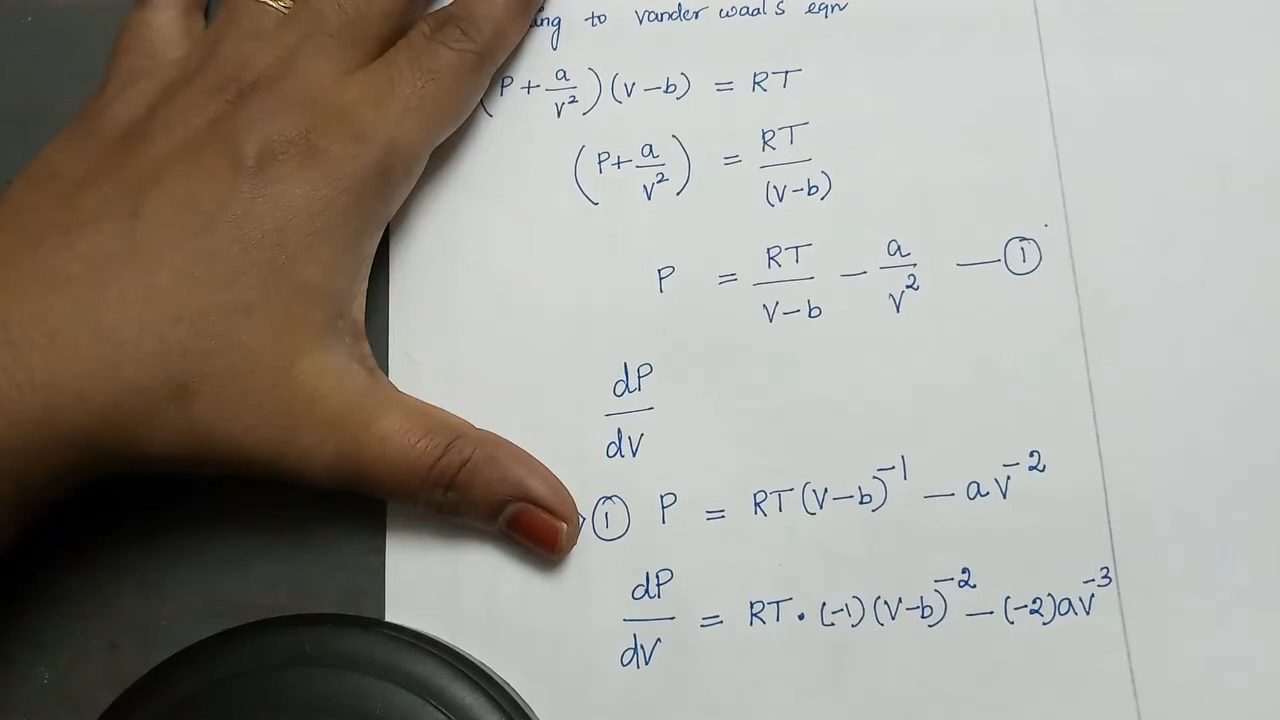 to vander waal's eqn
(P + a/v²)(v-b) = RT
(P + a/v²) = RT/(v-b)
P = RT/v-b - a/v² — ①
dP/dv
① P = RT(v-b)⁻¹ - av⁻²
dP/dv = RT·(-1)(v-b)⁻² - (-2)av⁻³